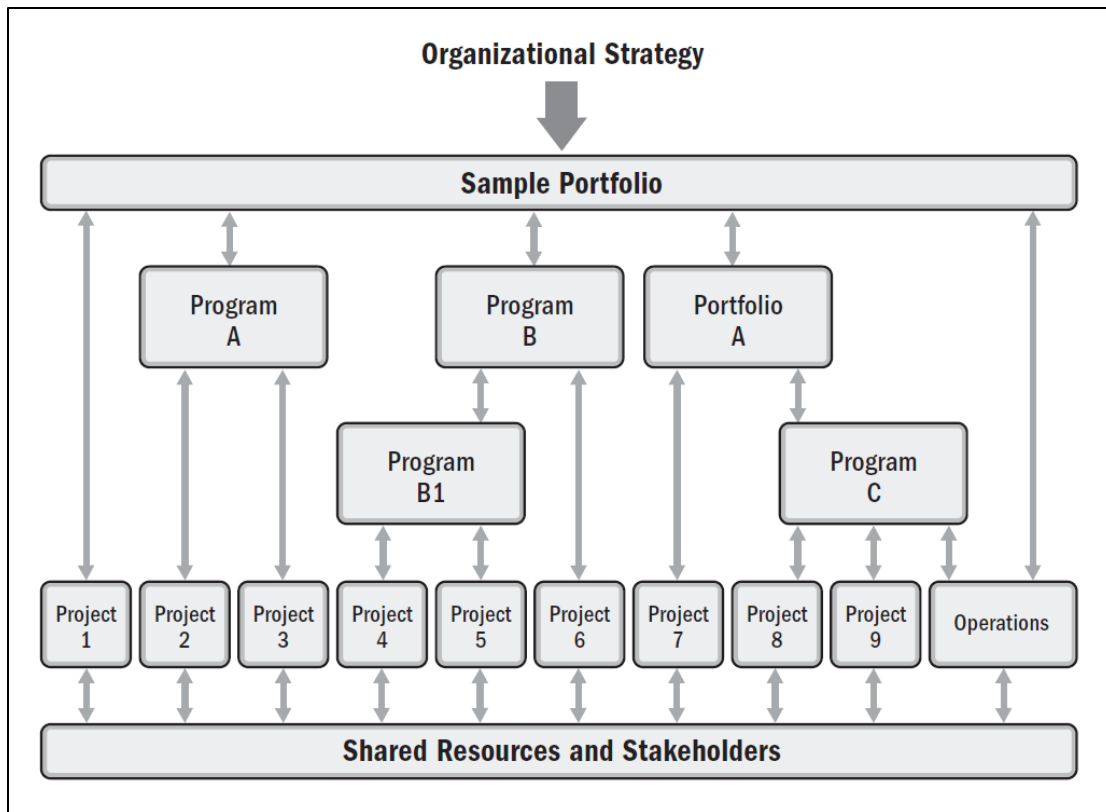 Organizational Strategy
Sample Portfolio
Program
A
Program
B
Portfolio
A
Program
B1
Program
C
Project
1
Project
2
Project
3
Project
4
Project
5
Project
6
Project
7
Project
8
Project
9
Operations
Shared Resources and Stakeholders